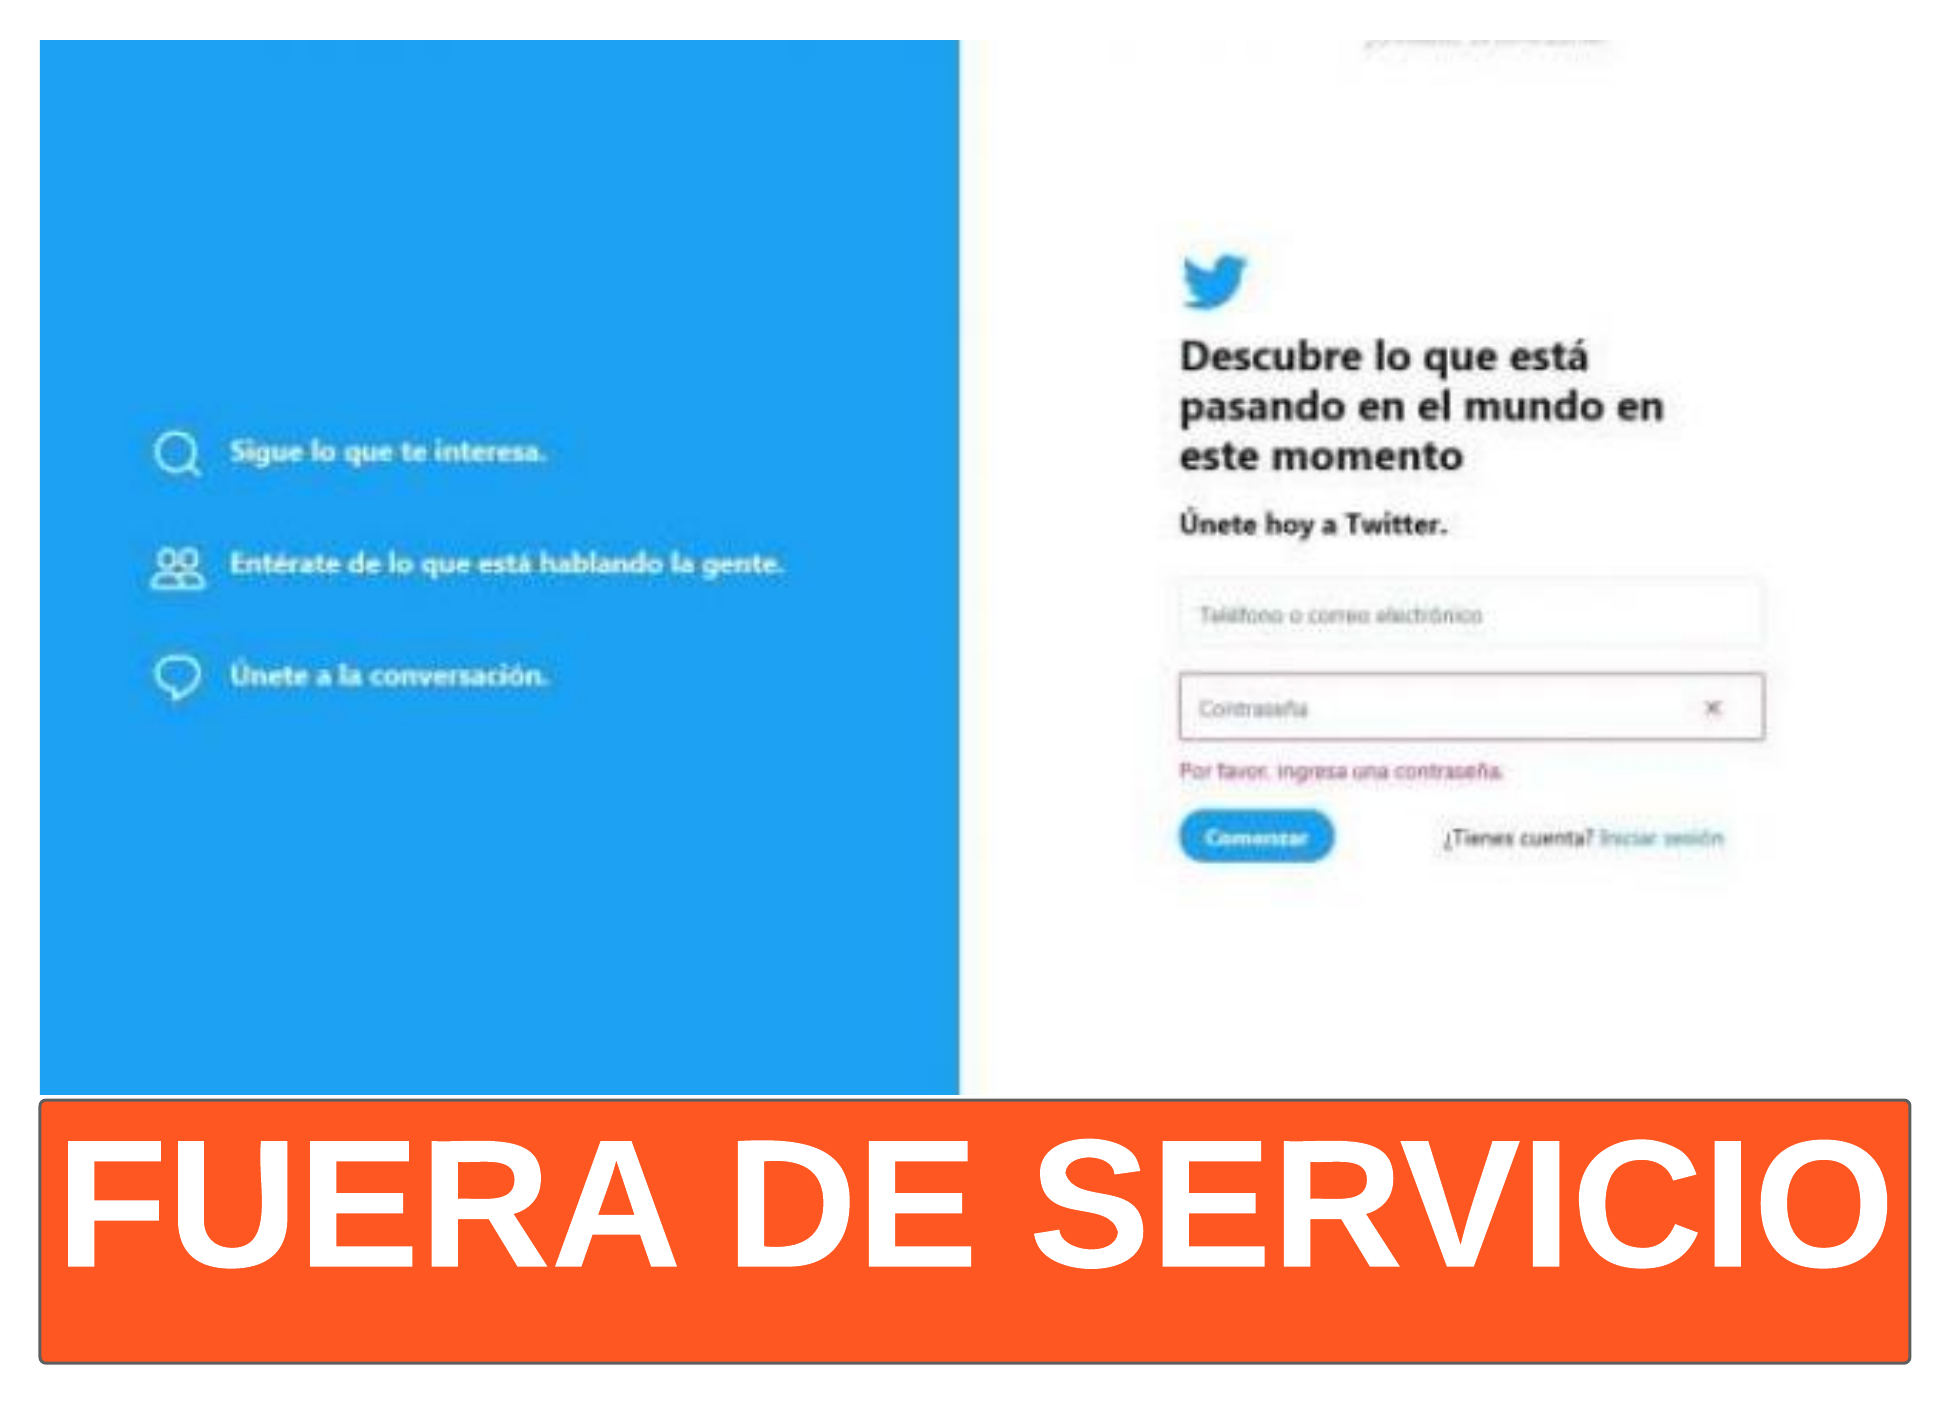 Sigue lo que te interesa.
Entérate de lo que está hablando la gente.
Únete a la conversación.
Descubre lo que está
pasando en el mundo en
este momento
Únete hoy a Twitter.
Teléfono o correo electrónico
Contraseña
Por favor, ingresa una contraseña.
Comenzar
¿Tienes cuenta? Iniciar sesión
FUERA DE SERVICIO